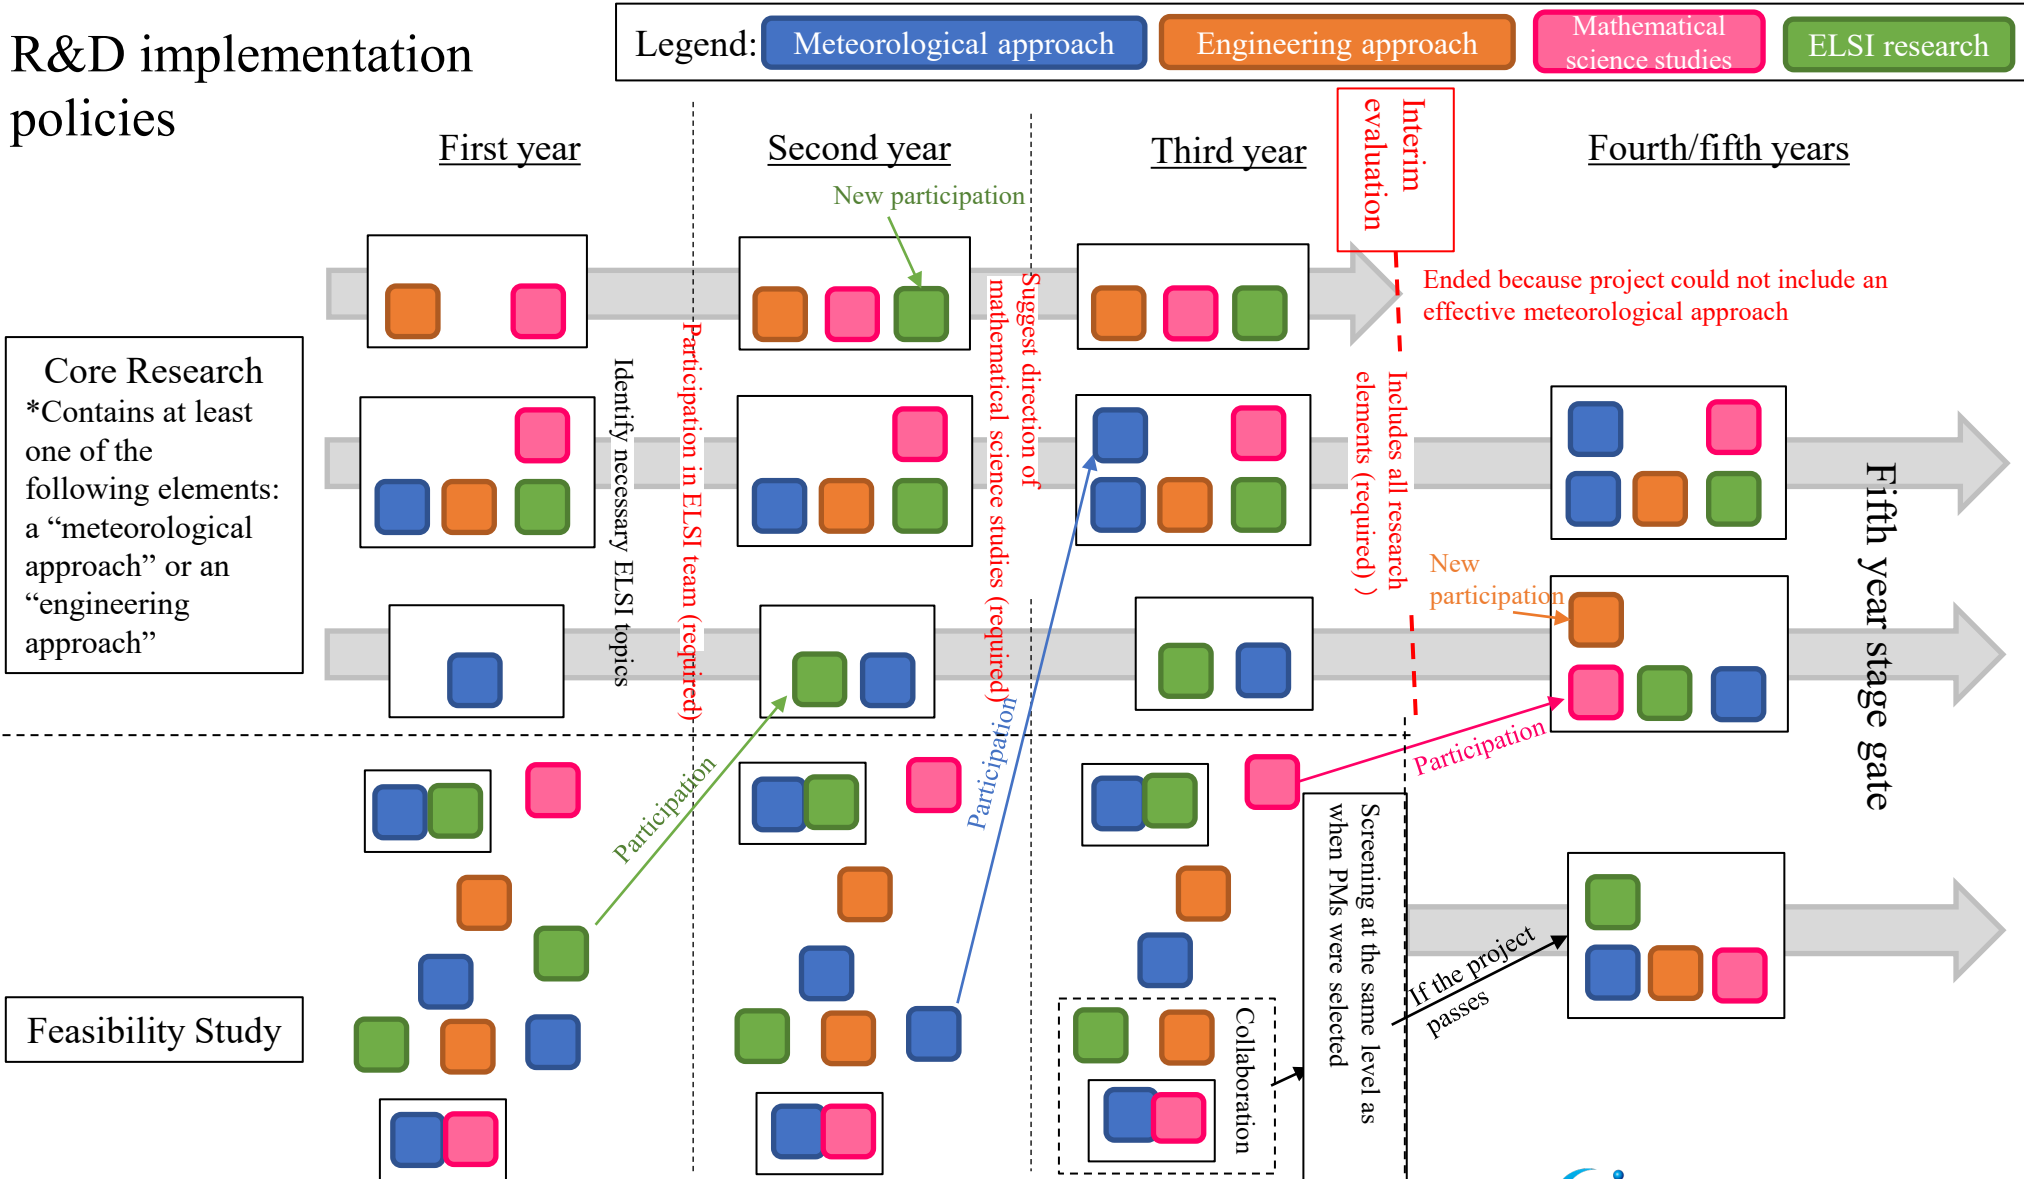 R&D implementation
policies
Legend:
Meteorological approach
Engineering approach
Mathematical
science studies
ELSI research
First year
Second year
Third year
Interim
evaluation
Fourth/fifth years
New participation
Ended because project could not include an
effective meteorological approach
Core Research
*Contains at least
one of the
following elements:
a “meteorological
approach” or an
“engineering
approach”
Identify necessary ELSI topics
Participation in ELSI team (required)
Suggest direction of
mathematical science studies (required)
Includes all research
elements (required)
New
participation
Fifth year stage gate
Participation
Participation
Participation
Feasibility Study
Collaboration
Screening at the same level as
when PMs were selected
If the project
passes